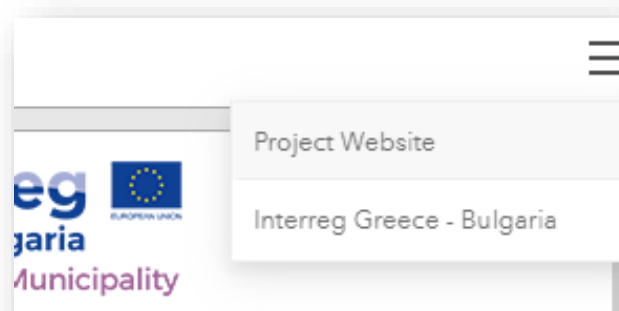 Project Website
Interreg Greece - Bulgaria
eg
EUROPEAN UNION
garia
Municipality